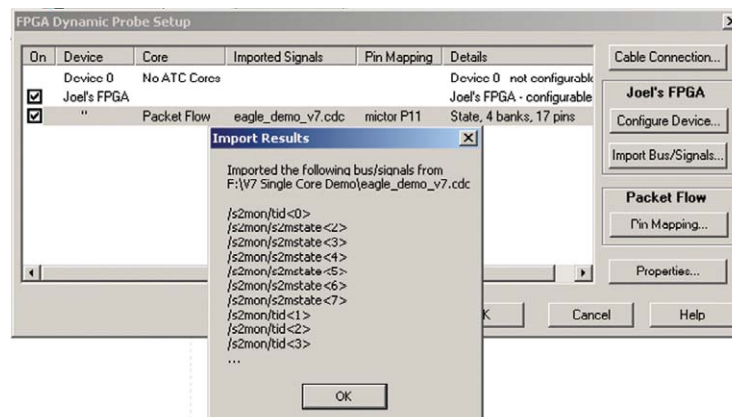 FPGA Dynamic Probe Setup
On Device Core Imported Signals Pin Mapping Details
Device 0 No ATC Cores Device 0 not configurabl
Joel's FPGA Joel's FPGA - configurable
" Packet Flow eagle_demo_v7.cdc mictor P11 State, 4 banks, 17 pins
Cable Connection...
Joel's FPGA
Configure Device...
Import Bus/Signals...
Packet Flow
Pin Mapping...
Properties...
K Cancel Help
Import Results
Imported the following bus/signals from
F:\V7 Single Core Demo\eagle_demo_v7.cdc
/s2mon/tid<0>
/s2mon/s2mstate<2>
/s2mon/s2mstate<3>
/s2mon/s2mstate<4>
/s2mon/s2mstate<5>
/s2mon/s2mstate<6>
/s2mon/s2mstate<7>
/s2mon/tid<1>
/s2mon/tid<2>
/s2mon/tid<3>
...
OK